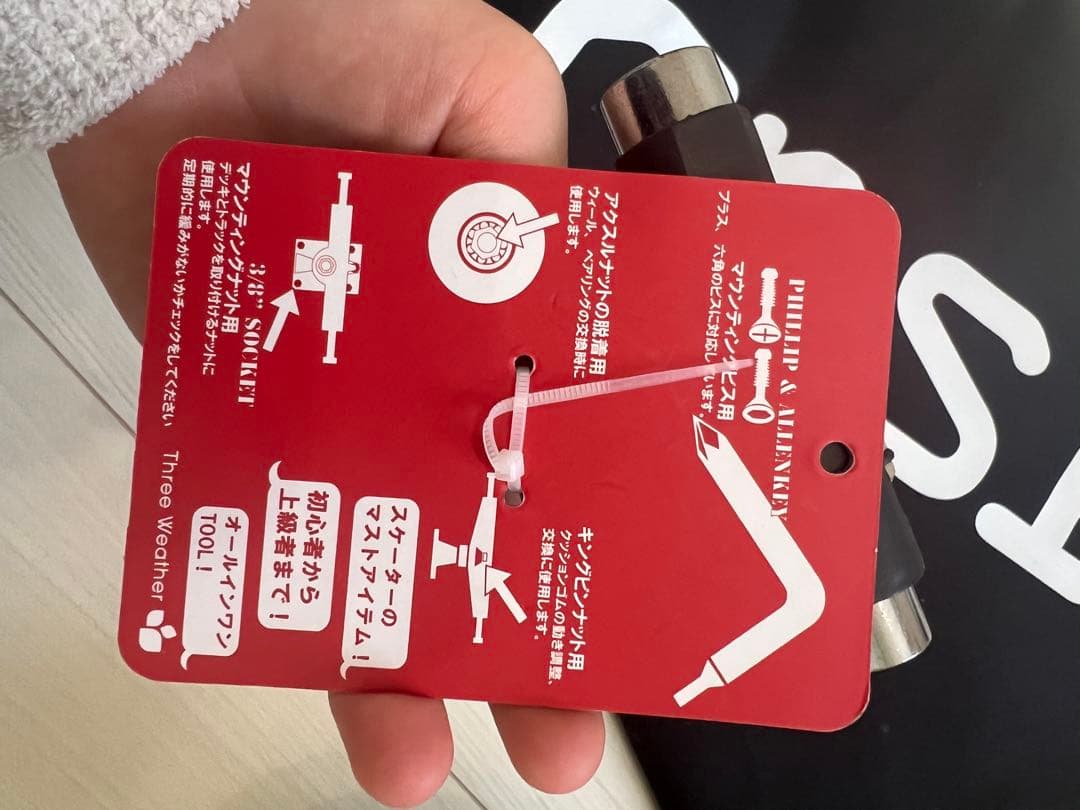 PHILLIP & ALLENKEY
マウンティングビス用
プラス、六角のビスに対応しています。
アクスルナットの脱着用
ウィール、ベアリングの交換時に
使用します。
キングピンナット用
クッションゴムの動き調整、
交換に使用します。
3/8" SOCKET
マウンティングナット用
デッキとトラックを取り付けるナットに
使用します。
定期的に緩みがないかチェックをしてください
スケーターの
マストアイテム!
初心者から
上級者まで!
オールインワン
TOOL!
Three Weather